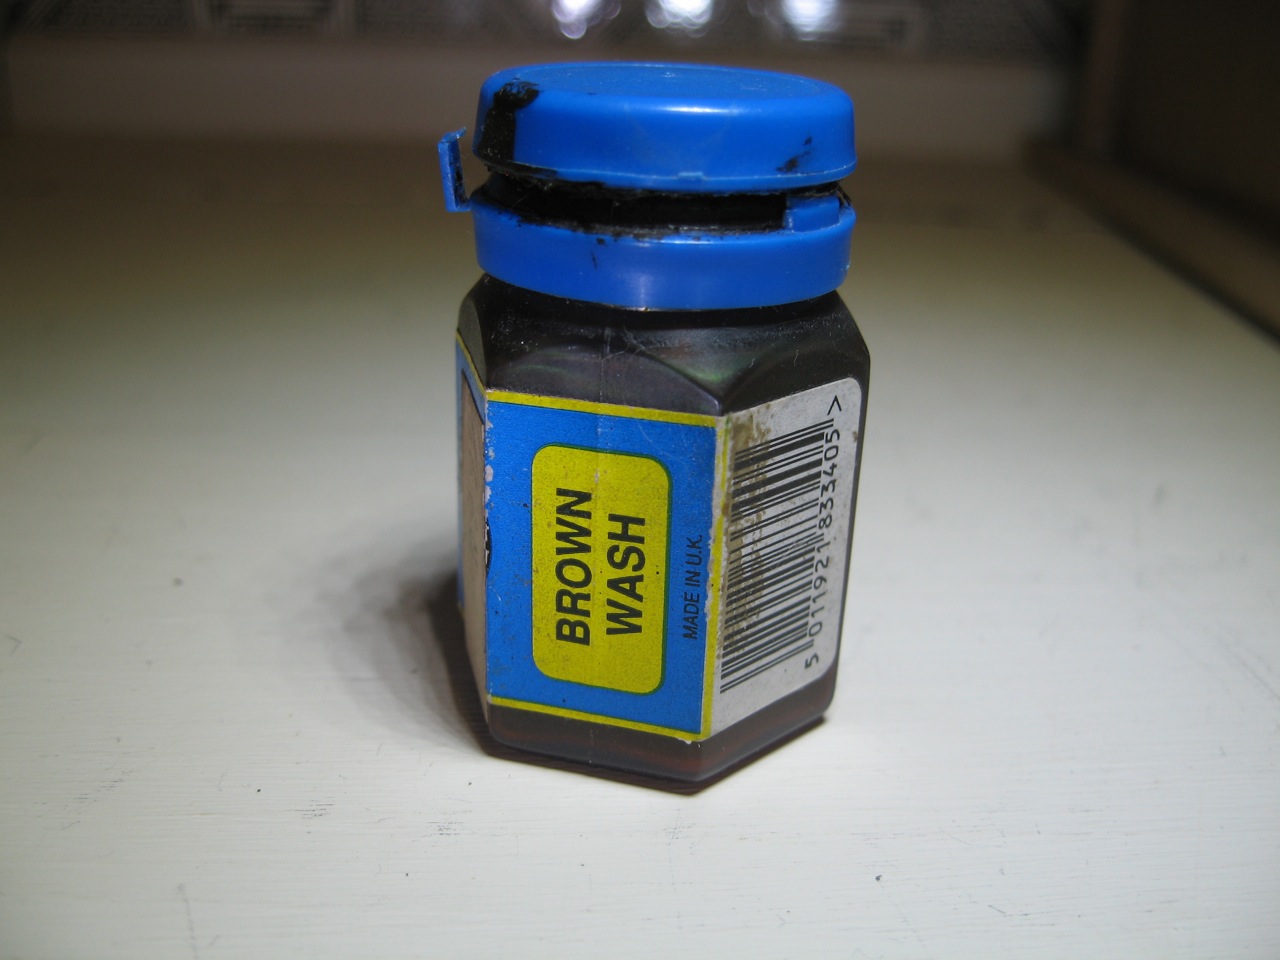 BROWN
WASH
MADE IN U.K.
5 011921 833405 >